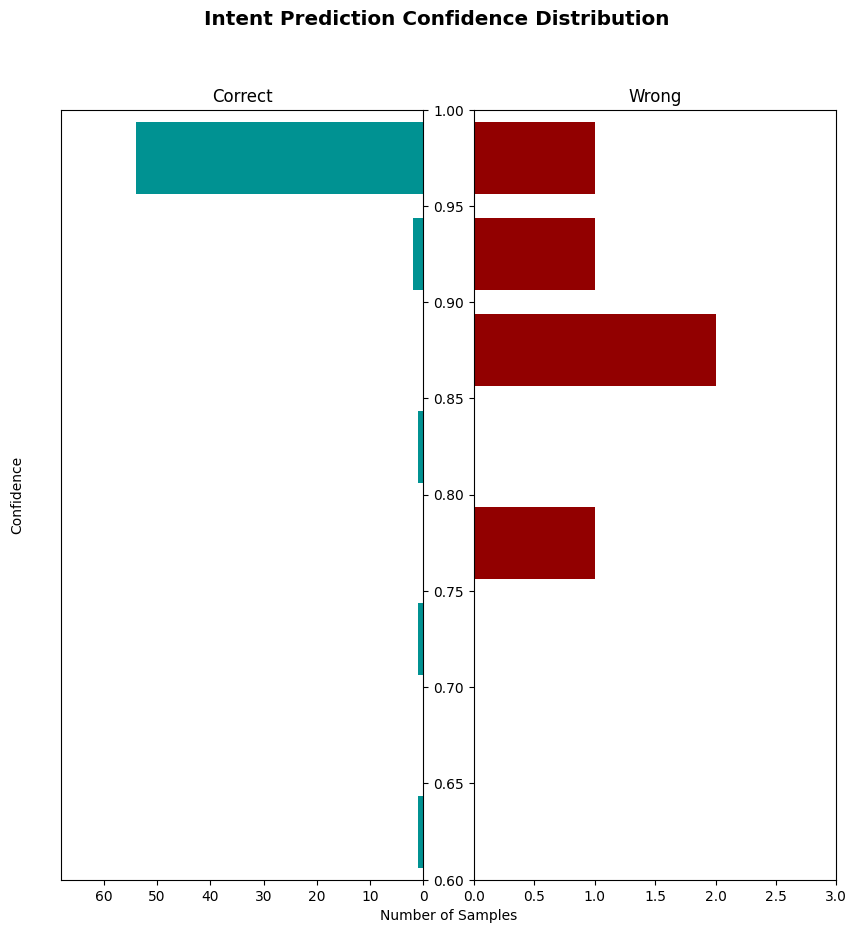 Intent Prediction Confidence Distribution
Correct
Wrong
1.00
0.95
0.90
0.85
0.80
0.75
0.70
0.65
0.60
Confidence
60 50 40 30 20 10 0
0.0 0.5 1.0 1.5 2.0 2.5 3.0
Number of Samples